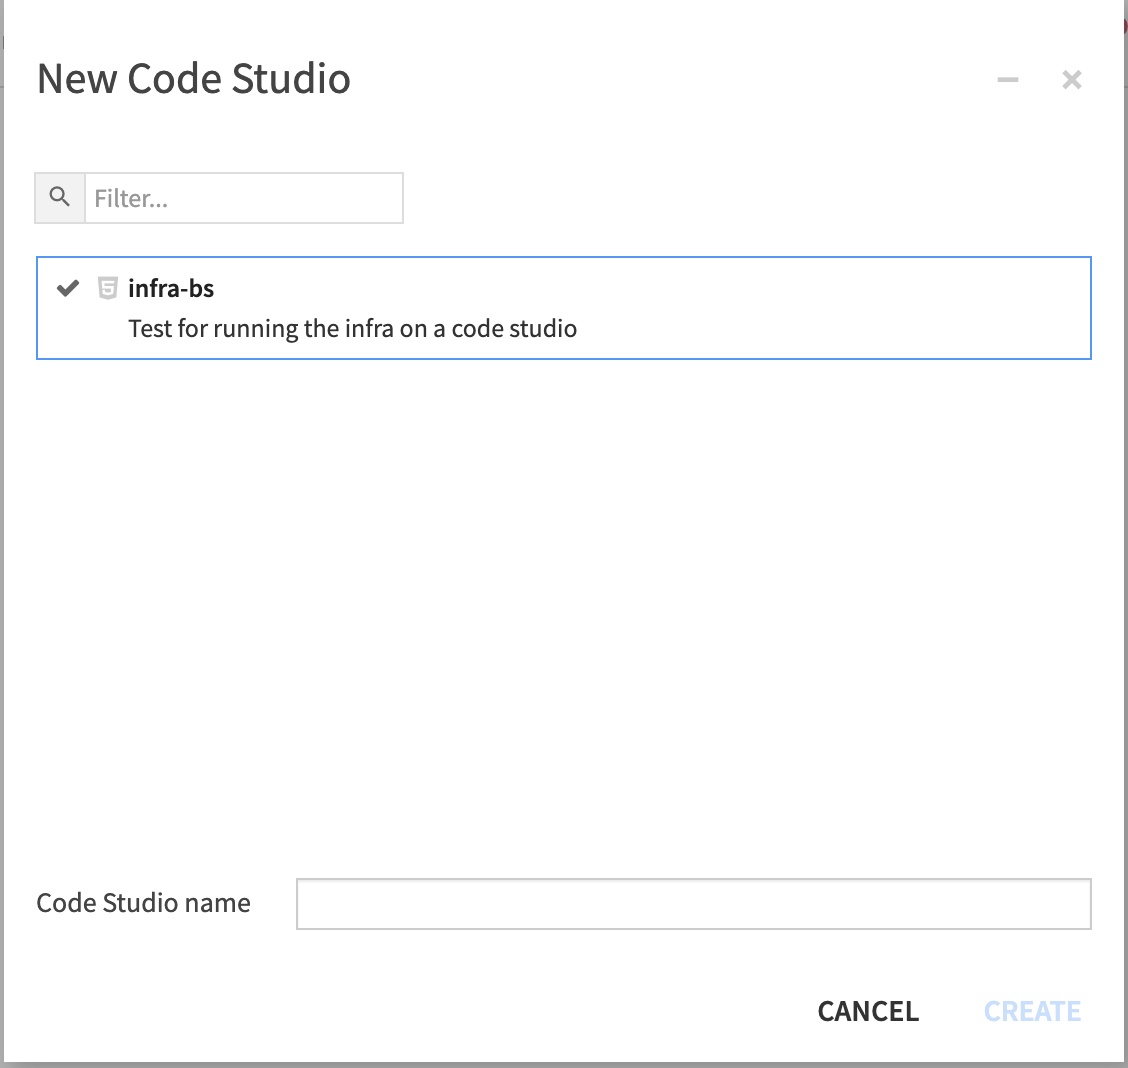 New Code Studio
Filter...
infra-bs
Test for running the infra on a code studio
Code Studio name
CANCEL CREATE